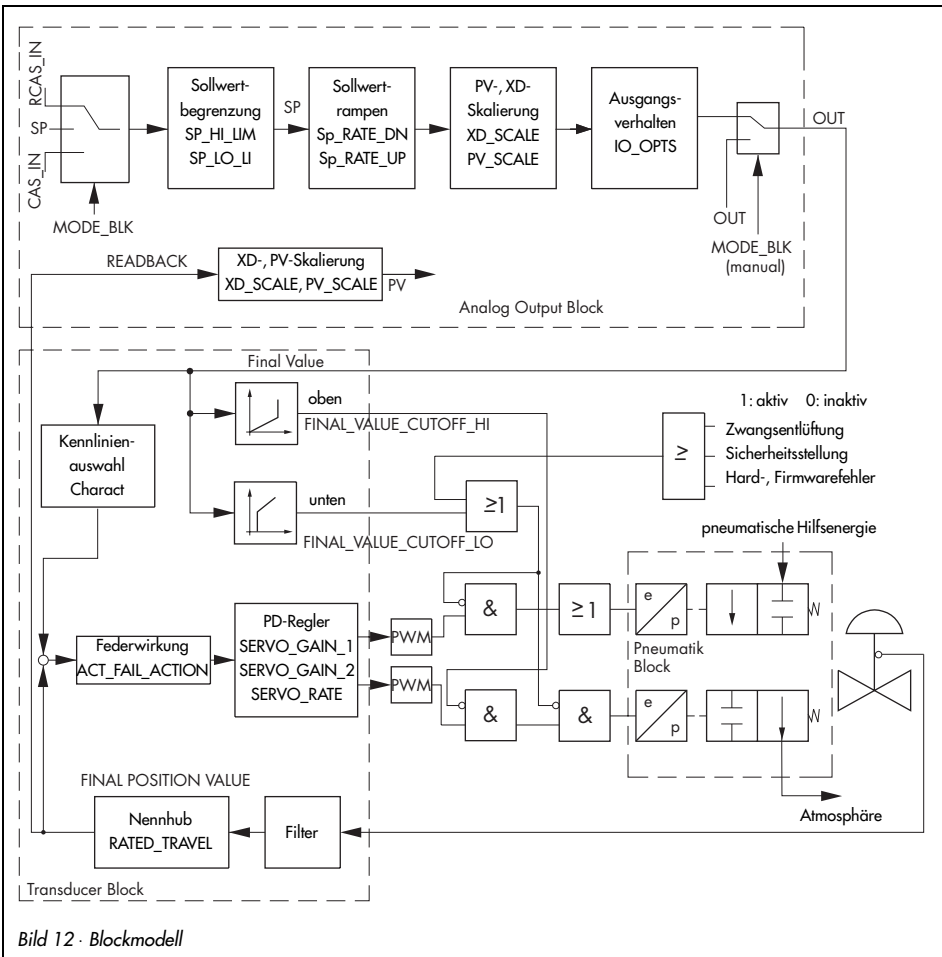 RCAS_IN
SP
CAS_IN
MODE_BLK
Sollwert-
begrenzung
SP_HI_LIM
SP_LO_LI
SP
Sollwert-
rampen
Sp_RATE_DN
Sp_RATE_UP
PV-, XD-
Skalierung
XD_SCALE
PV_SCALE
Ausgangs-
verhalten
IO_OPTS
OUT
OUT
MODE_BLK
(manual)
READBACK
XD-, PV-Skalierung
XD_SCALE, PV_SCALE
PV
Analog Output Block
Final Value
oben
FINAL_VALUE_CUTOFF_HI
1: aktiv 0: inaktiv
Kennlinien-
auswahl
Charact
≥
Zwangsentlüftung
Sicherheitsstellung
Hard-, Firmwarefehler
unten
FINAL_VALUE_CUTOFF_LO
≥1
pneumatische Hilfsenergie
Federwirkung
ACT_FAIL_ACTION
PD-Regler
SERVO_GAIN_1
SERVO_GAIN_2
SERVO_RATE
PWM
PWM
&
≥1
e
p
Pneumatik
Block
&
&
e
p
Atmosphäre
FINAL POSITION VALUE
Nennhub
RATED_TRAVEL
Filter
Transducer Block
Bild 12 · Blockmodell